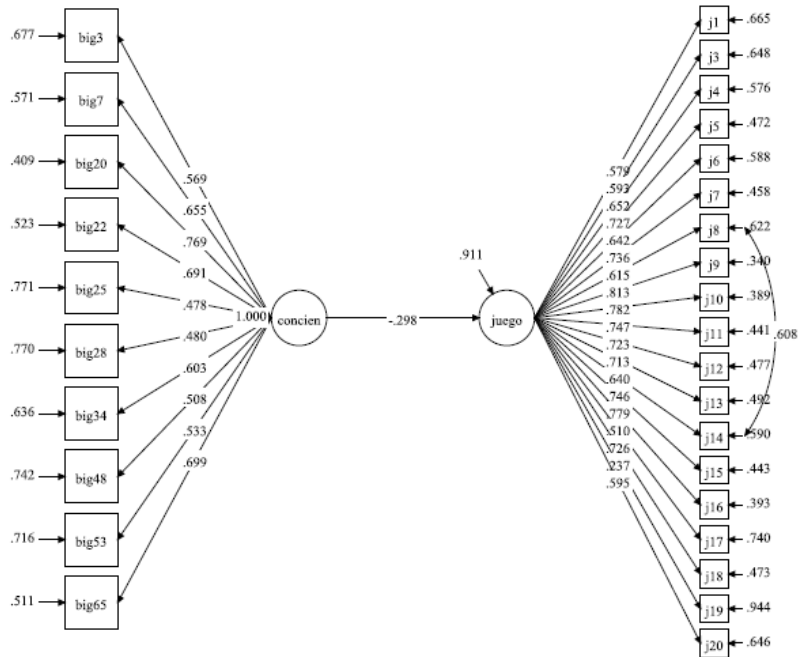 .677
big3
.571
big7
.409
big20
.523
big22
.771
big25
.770
big28
.636
big34
.742
big48
.716
big53
.511
big65
.569
.655
.769
.691
.478
.480
.603
.508
.533
.699
1.000
concien
-.298
.911
juego
.579
.593
.652
.727
.642
.736
.615
.813
.782
.747
.723
.713
.640
.746
.779
.510
.726
.237
.595
j1
.665
j3
.648
j4
.576
j5
.472
j6
.588
j7
.458
j8
.622
j9
.340
j10
.389
j11
.441
j12
.477
j13
.492
j14
.590
j15
.443
j16
.393
j17
.740
j18
.473
j19
.944
j20
.646
.608